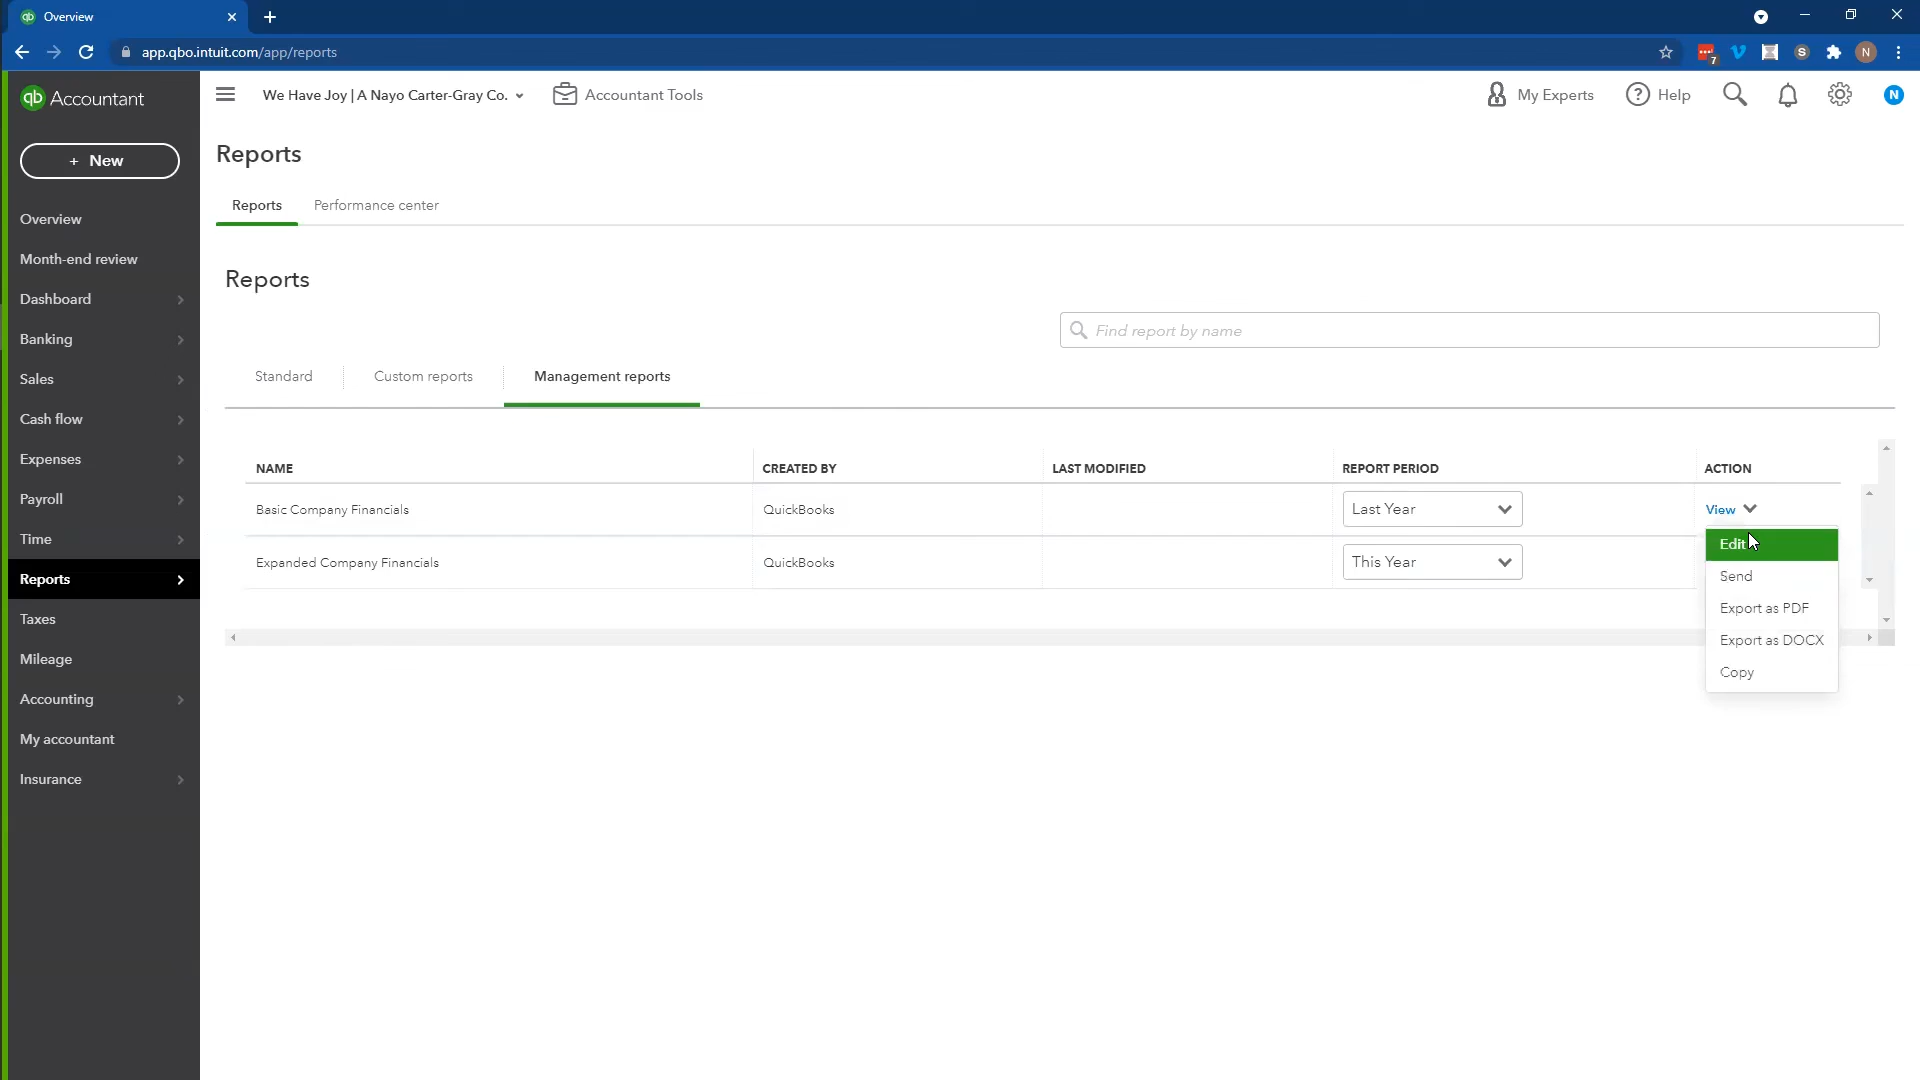 qb Overview
app.qbo.intuit.com/app/reports
7
S
N
qb Accountant
We Have Joy | A Nayo Carter-Gray Co.
Accountant Tools
My Experts
? Help
N
+ New
Overview
Month-end review
Dashboard
Banking
Sales
Cash flow
Expenses
Payroll
Time
Reports
Taxes
Mileage
Accounting
My accountant
Insurance
Reports
Reports Performance center
Reports
Find report by name
Standard Custom reports Management reports
NAME CREATED BY LAST MODIFIED REPORT PERIOD ACTION
Basic Company Financials QuickBooks Last Year View
Expanded Company Financials QuickBooks This Year
Edit
Send
Export as PDF
Export as DOCX
Copy